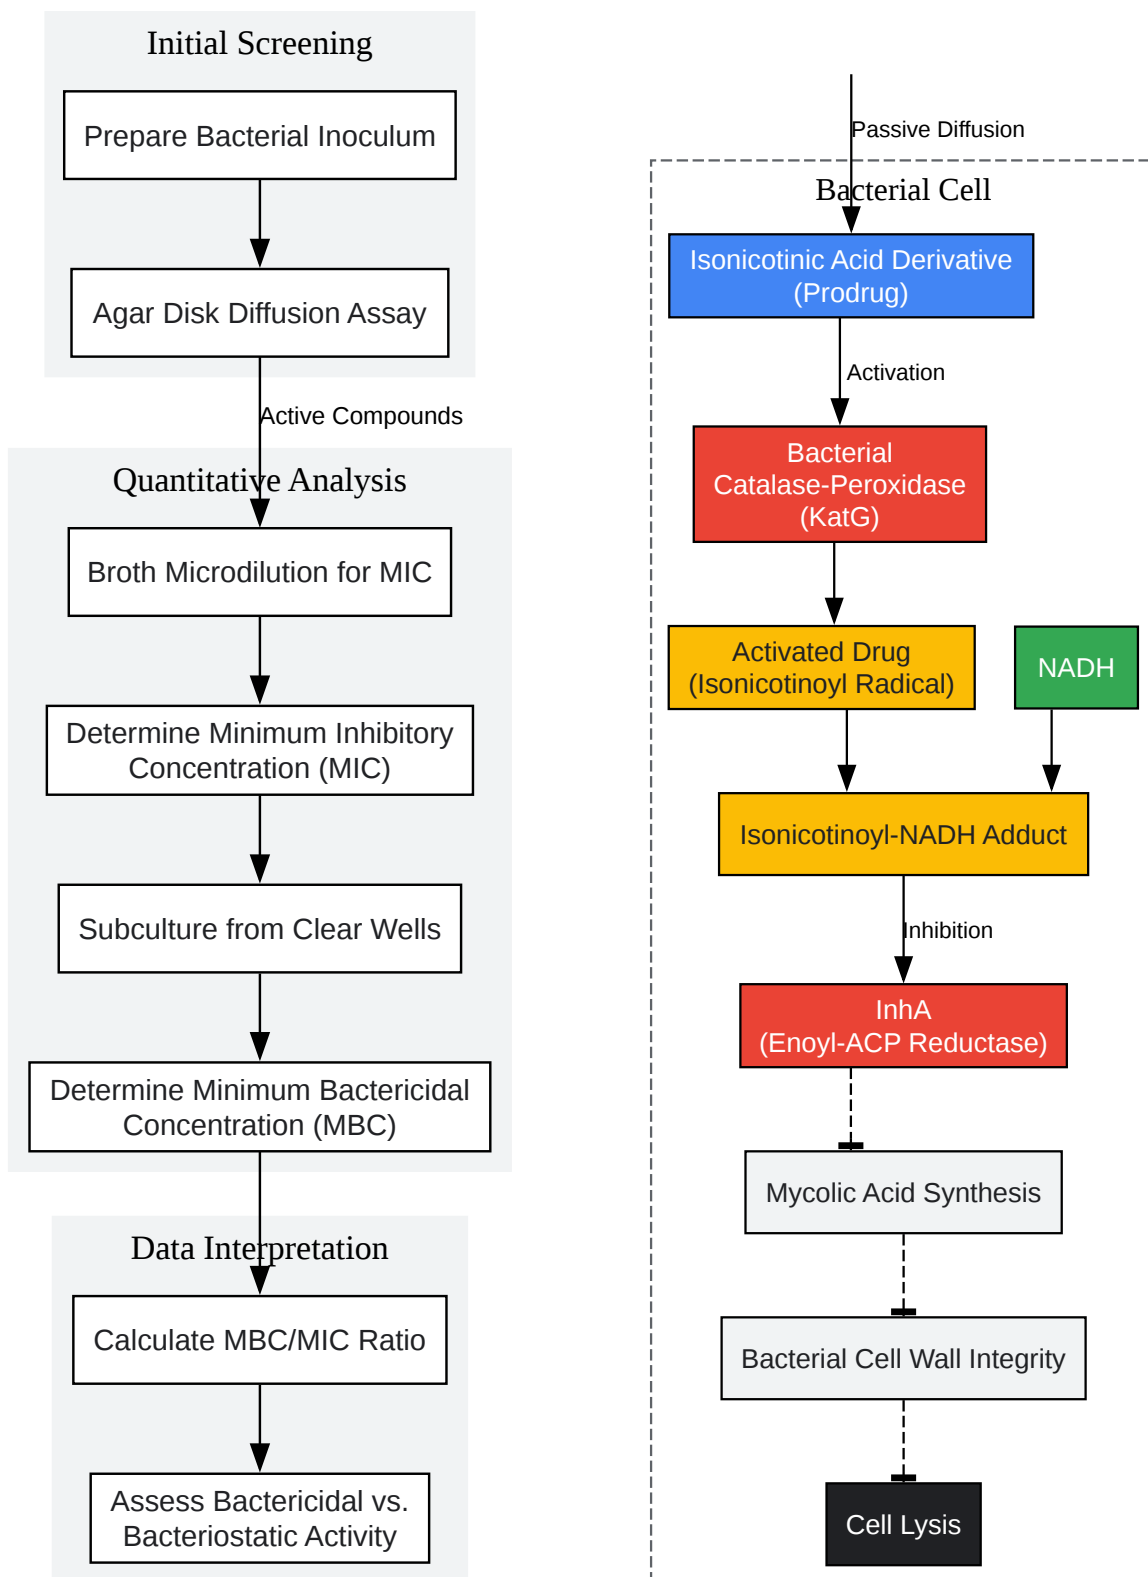 Initial Screening
Prepare Bacterial Inoculum
Agar Disk Diffusion Assay
Active Compounds
Quantitative Analysis
Broth Microdilution for MIC
Determine Minimum Inhibitory
Concentration (MIC)
Subculture from Clear Wells
Determine Minimum Bactericidal
Concentration (MBC)
Data Interpretation
Calculate MBC/MIC Ratio
Assess Bactericidal vs.
Bacteriostatic Activity
Passive Diffusion
Bacterial Cell
Isonicotinic Acid Derivative
(Prodrug)
Activation
Bacterial
Catalase-Peroxidase
(KatG)
Activated Drug
(Isonicotinoyl Radical)
NADH
Isonicotinoyl-NADH Adduct
Inhibition
InhA
(Enoyl-ACP Reductase)
Mycolic Acid Synthesis
Bacterial Cell Wall Integrity
Cell Lysis